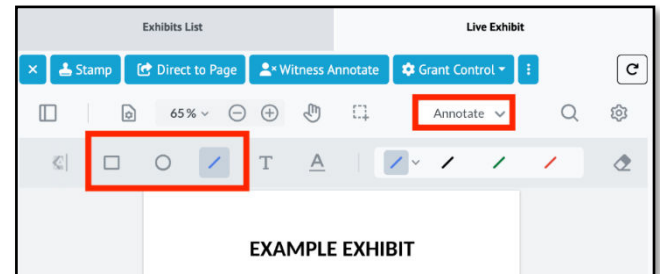 Exhibits List Live Exhibit
Stamp Direct to Page Witness Annotate Grant Control
65% Annotate
T A
EXAMPLE EXHIBIT